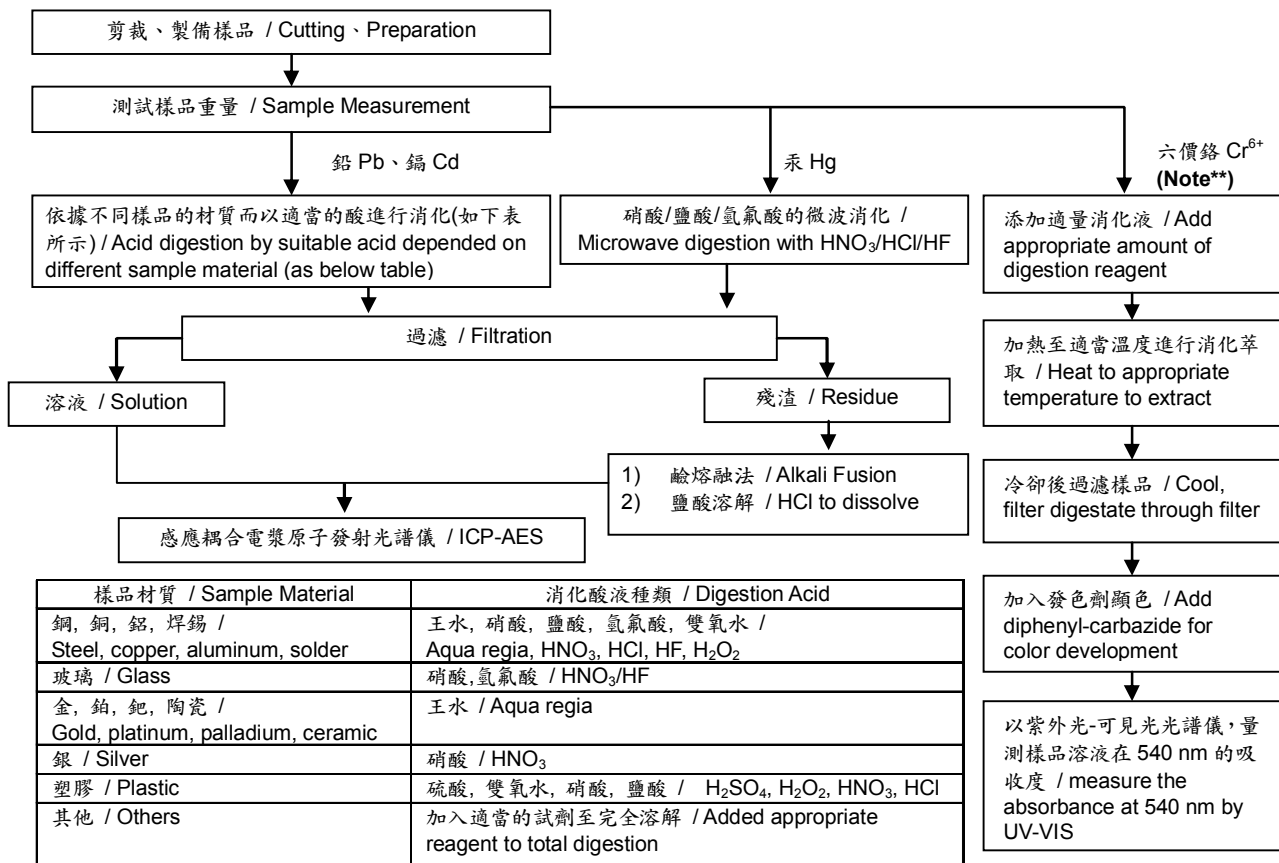 剪裁、製備樣品 / Cutting、Preparation
測試樣品重量 / Sample Measurement
鉛 Pb、鎘 Cd
汞 Hg
六價鉻 Cr⁶⁺
(Note**)
依據不同樣品的材質而以適當的酸進行消化(如下表
所示) / Acid digestion by suitable acid depended on
different sample material (as below table)
硝酸/鹽酸/氫氟酸的微波消化 /
Microwave digestion with HNO₃/HCl/HF
添加適量消化液 / Add
appropriate amount of
digestion reagent
過濾 / Filtration
加熱至適當溫度進行消化萃
取 / Heat to appropriate
temperature to extract
溶液 / Solution
殘渣 / Residue
1) 鹼熔融法 / Alkali Fusion
2) 鹽酸溶解 / HCl to dissolve
冷卻後過濾樣品 / Cool,
filter digestate through filter
感應耦合電漿原子發射光譜儀 / ICP-AES
加入發色劑顯色 / Add
diphenyl-carbazide for
color development
以紫外光-可見光光譜儀，量
測樣品溶液在 540 nm 的吸
收度 / measure the
absorbance at 540 nm by
UV-VIS
樣品材質 / Sample Material 消化酸液種類 / Digestion Acid
鋼, 銅, 鋁, 焊錫 / 王水, 硝酸, 鹽酸, 氫氟酸, 雙氧水 /
Steel, copper, aluminum, solder Aqua regia, HNO₃, HCl, HF, H₂O₂
玻璃 / Glass 硝酸,氫氟酸 / HNO₃/HF
金, 鉑, 鈀, 陶瓷 / 王水 / Aqua regia
Gold, platinum, palladium, ceramic
銀 / Silver 硝酸 / HNO₃
塑膠 / Plastic 硫酸, 雙氧水, 硝酸, 鹽酸 / H₂SO₄, H₂O₂, HNO₃, HCl
其他 / Others 加入適當的試劑至完全溶解 / Added appropriate
reagent to total digestion